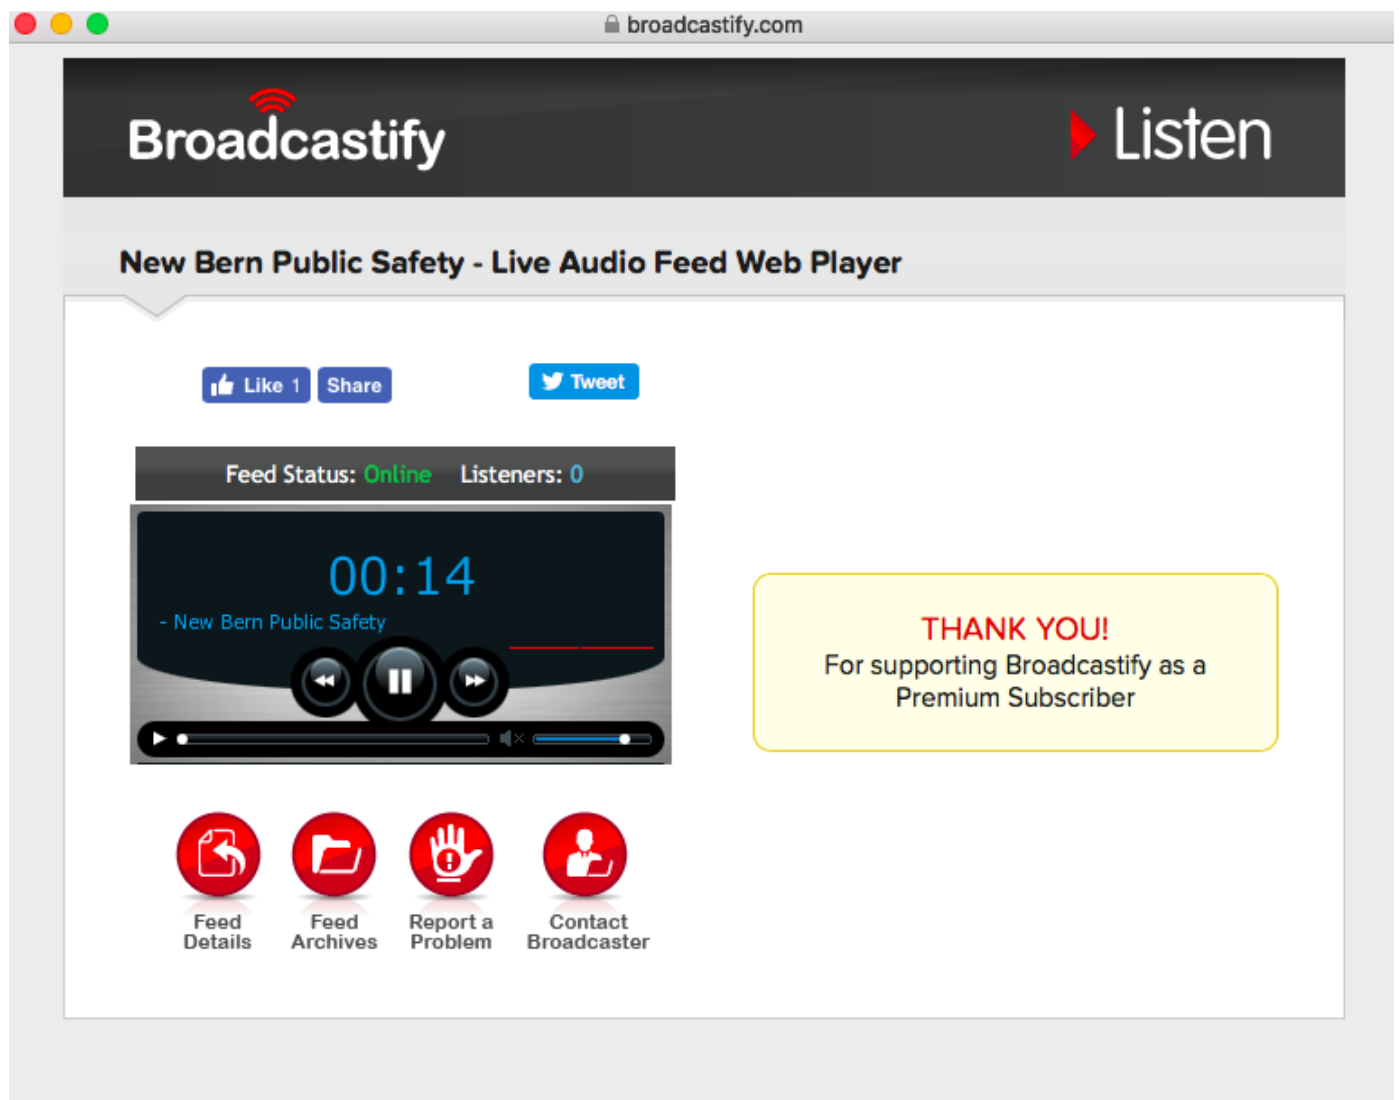 broadcastify.com
Broadcastify
Listen
New Bern Public Safety - Live Audio Feed Web Player
Like 1 Share
Tweet
Feed Status: Online Listeners: 0
00:14
- New Bern Public Safety
THANK YOU!
For supporting Broadcastify as a
Premium Subscriber
Feed
Details
Feed
Archives
Report a
Problem
Contact
Broadcaster